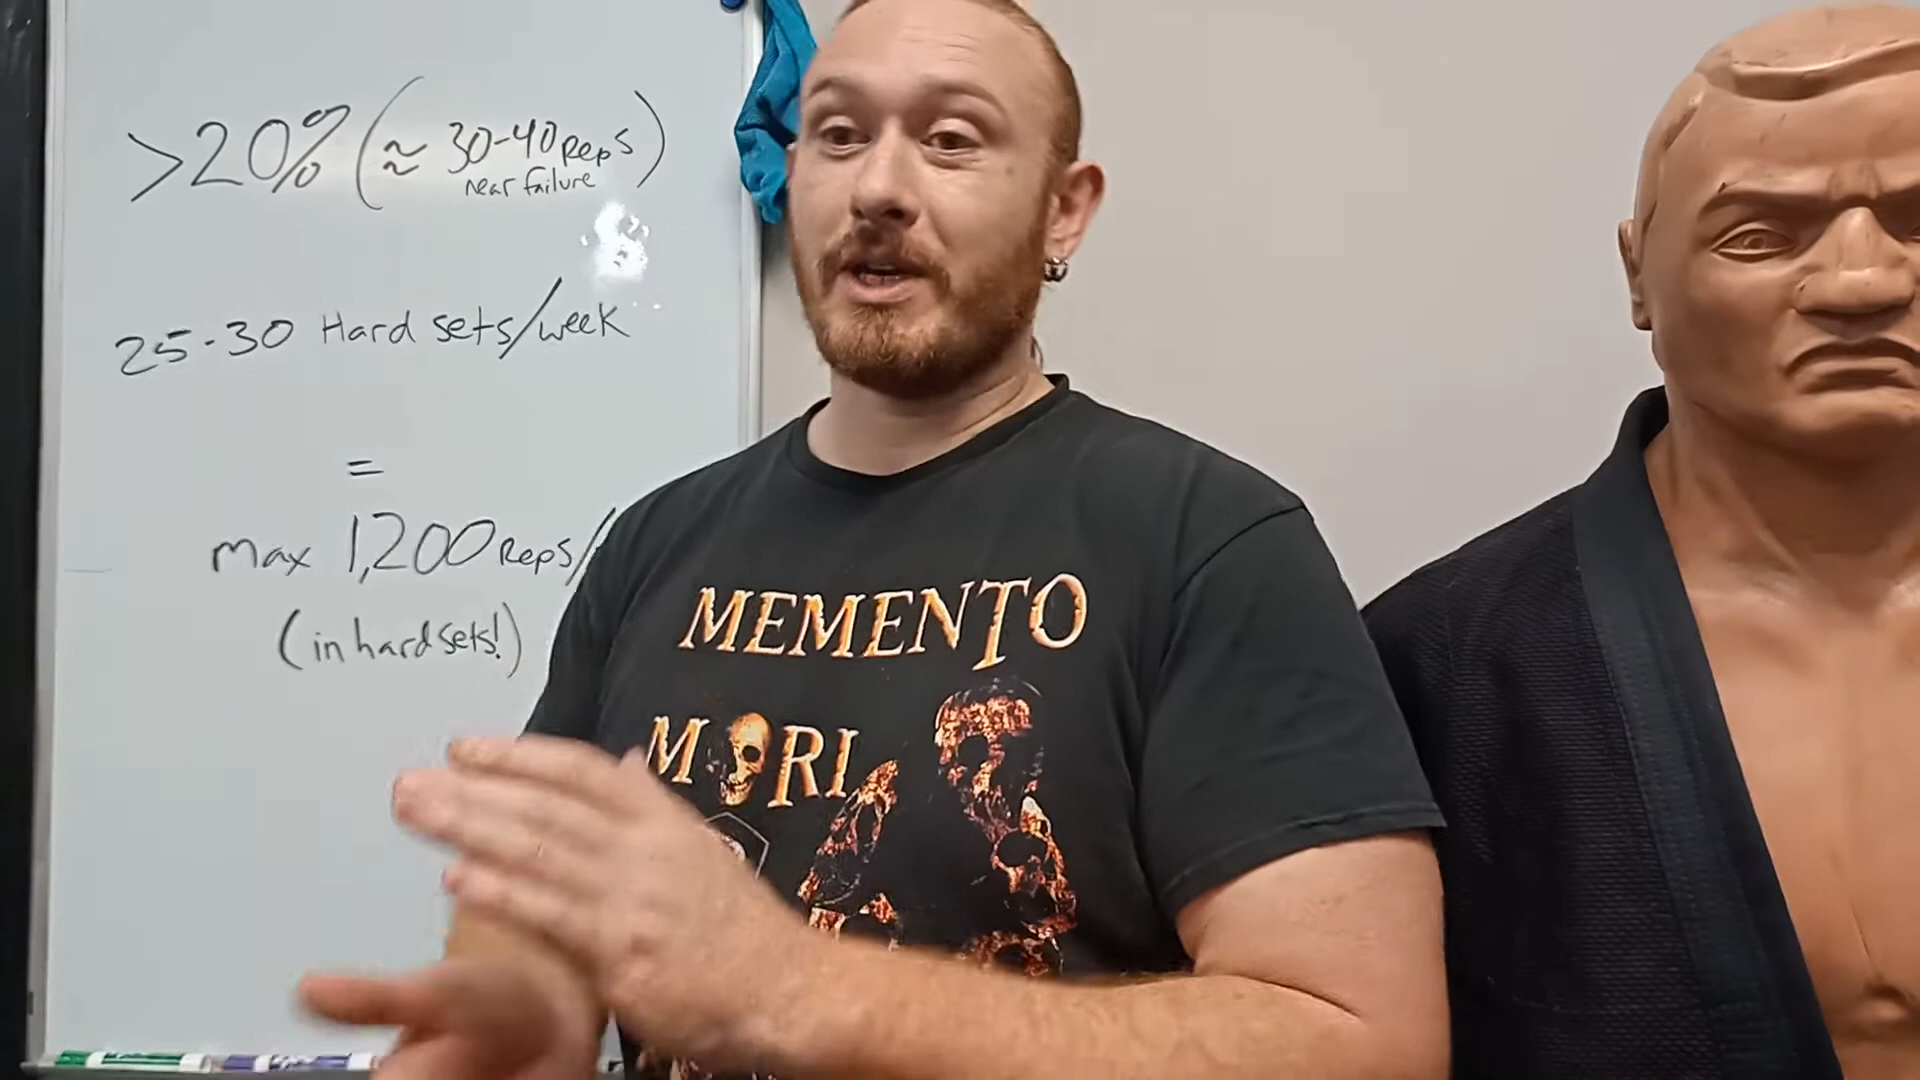 >20% (≈ 30-40 Reps)
near failure
25-30 Hard sets/week
=
max 1,200 Reps/
(in hard sets!)
MEMENTO
MORI